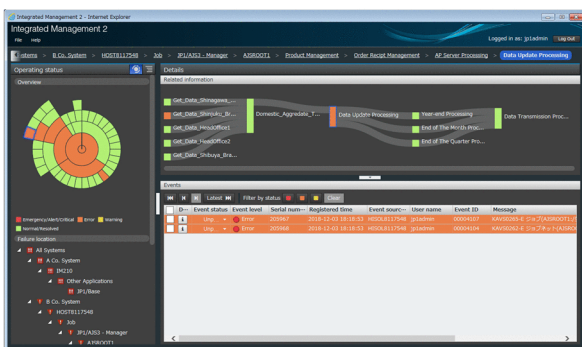 Integrated Management 2 - Internet Explorer
Integrated Management 2
File Help
Logged in as: jp1admin Log Out
stems > B Co. System > HOST8117548 > Job > JP1/AJS3 - Manager > AJSROOT1 > Product Management > Order Recipt Management > AP Server Processing > Data Update Processing
Operating status
Overview
Emergency/Alert/Critical Error Warning
Normal/Resolved
Failure location
All Systems
A Co. System
IM210
Other Applications
JP1/Base
B Co. System
HOST8117548
Job
JP1/AJS3 - Manager
AJSROOT1
Details
Related information
Get_Data_Shinagawa_...
Get_Data_Shinjuku_Br...
Get_Data_HeadOffice1
Get_Data_HeadOffice2
Get_Data_Shibuya_Bra...
Domestic_Aggredate_T...
Data Update Processing
Year-end Processing
End of The Month Proc...
End of The Quarter Pro...
Data Transmission Proc...
Events
Latest Filter by status Clear
D... Event status Event level Serial num... Registered time Event sourc... User name Event ID Message
Unp... Error 205967 2018-12-03 18:18:53 HBSOL8117548 jp1admin 00004107
Unp... Error 205968 2018-12-03 18:18:53 HBSOL8117548 jp1admin 00004104